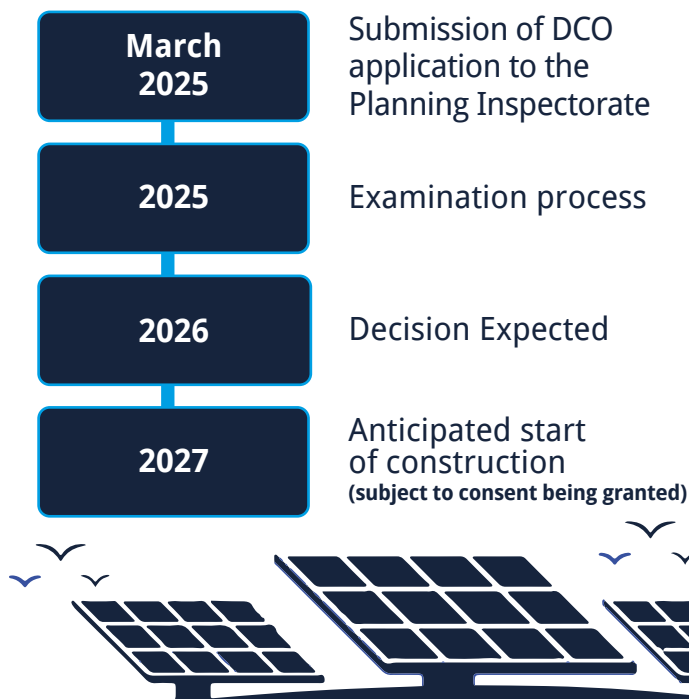 March
2025
Submission of DCO
application to the
Planning Inspectorate
2025
Examination process
2026
Decision Expected
2027
Anticipated start
of construction
(subject to consent being granted)